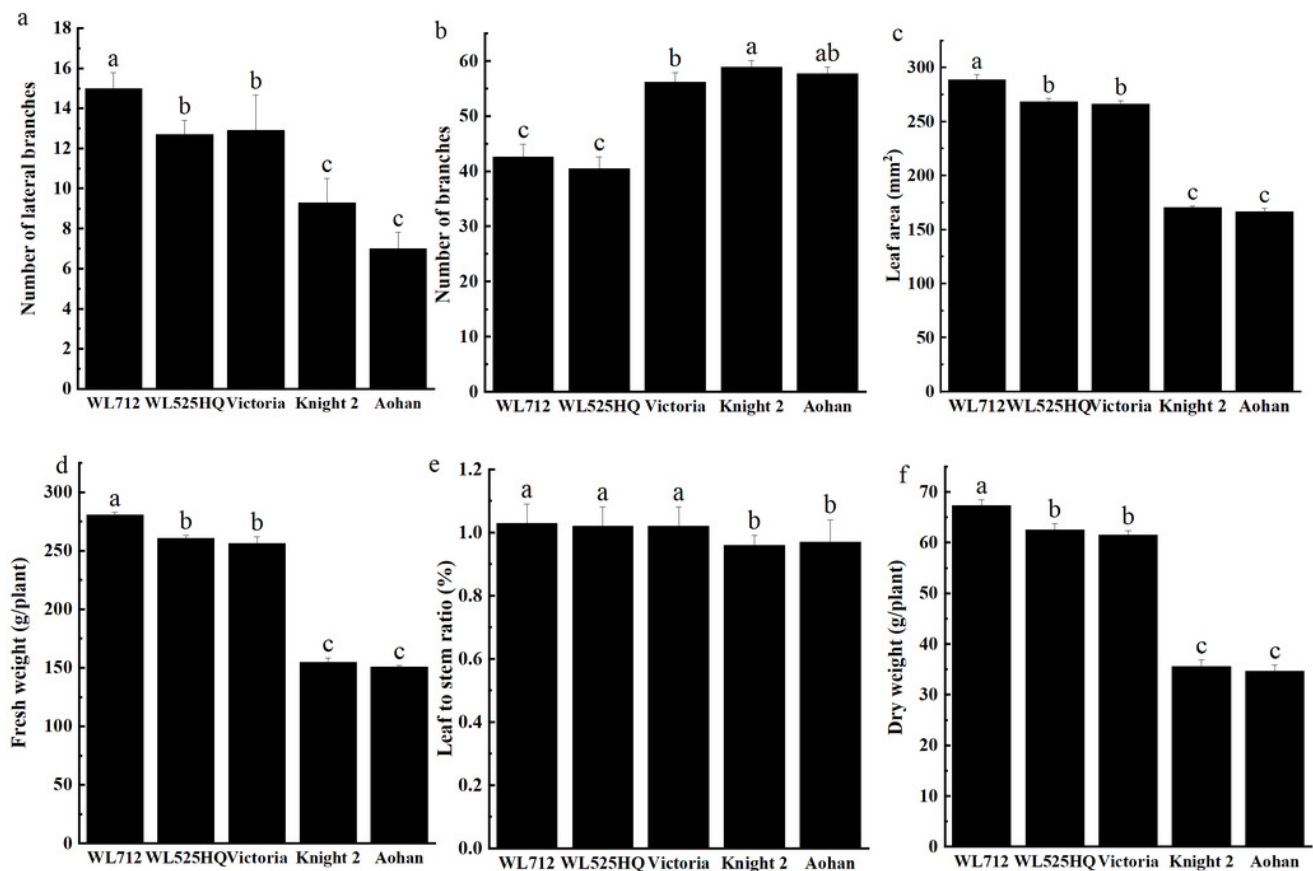 a
Number of lateral branches
18
16
14
12
10
8
6
4
2
0
a
b
b
c
c
WL712 WL525HQ Victoria Knight 2 Aohan
b
Number of branches
60
50
40
30
20
10
0
c
c
b
a
ab
WL712 WL525HQ Victoria Knight 2 Aohan
c
Leaf area (mm²)
300
250
200
150
100
50
0
a
b
b
c
c
WL712 WL525HQ Victoria Knight 2 Aohan
d
Fresh weight (g/plant)
300
250
200
150
100
50
0
a
b
b
c
c
WL712 WL525HQ Victoria Knight 2 Aohan
e
Leaf to stem ratio (%)
1.2
1.0
0.8
0.6
0.4
0.2
0.0
a
a
a
b
b
WL712 WL525HQ Victoria Knight 2 Aohan
f
Dry weight (g/plant)
70
60
50
40
30
20
10
0
a
b
b
c
c
WL712 WL525HQ Victoria Knight 2 Aohan